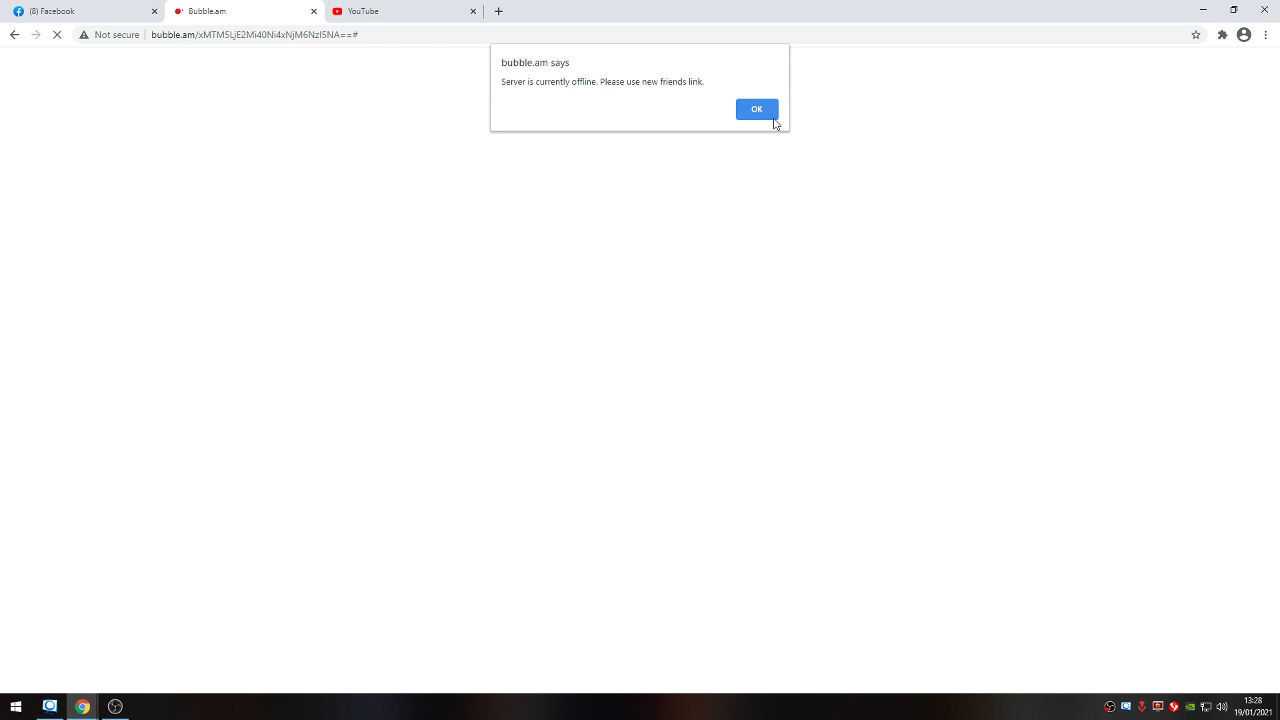 (8) Facebook
Bubble.am
YouTube
Not secure
bubble.am/xMTM5LjE2Mi40Ni4xNjM6NzI5NA==#
bubble.am says
Server is currently offline. Please use new friends link.
OK
13:28
19/01/2021